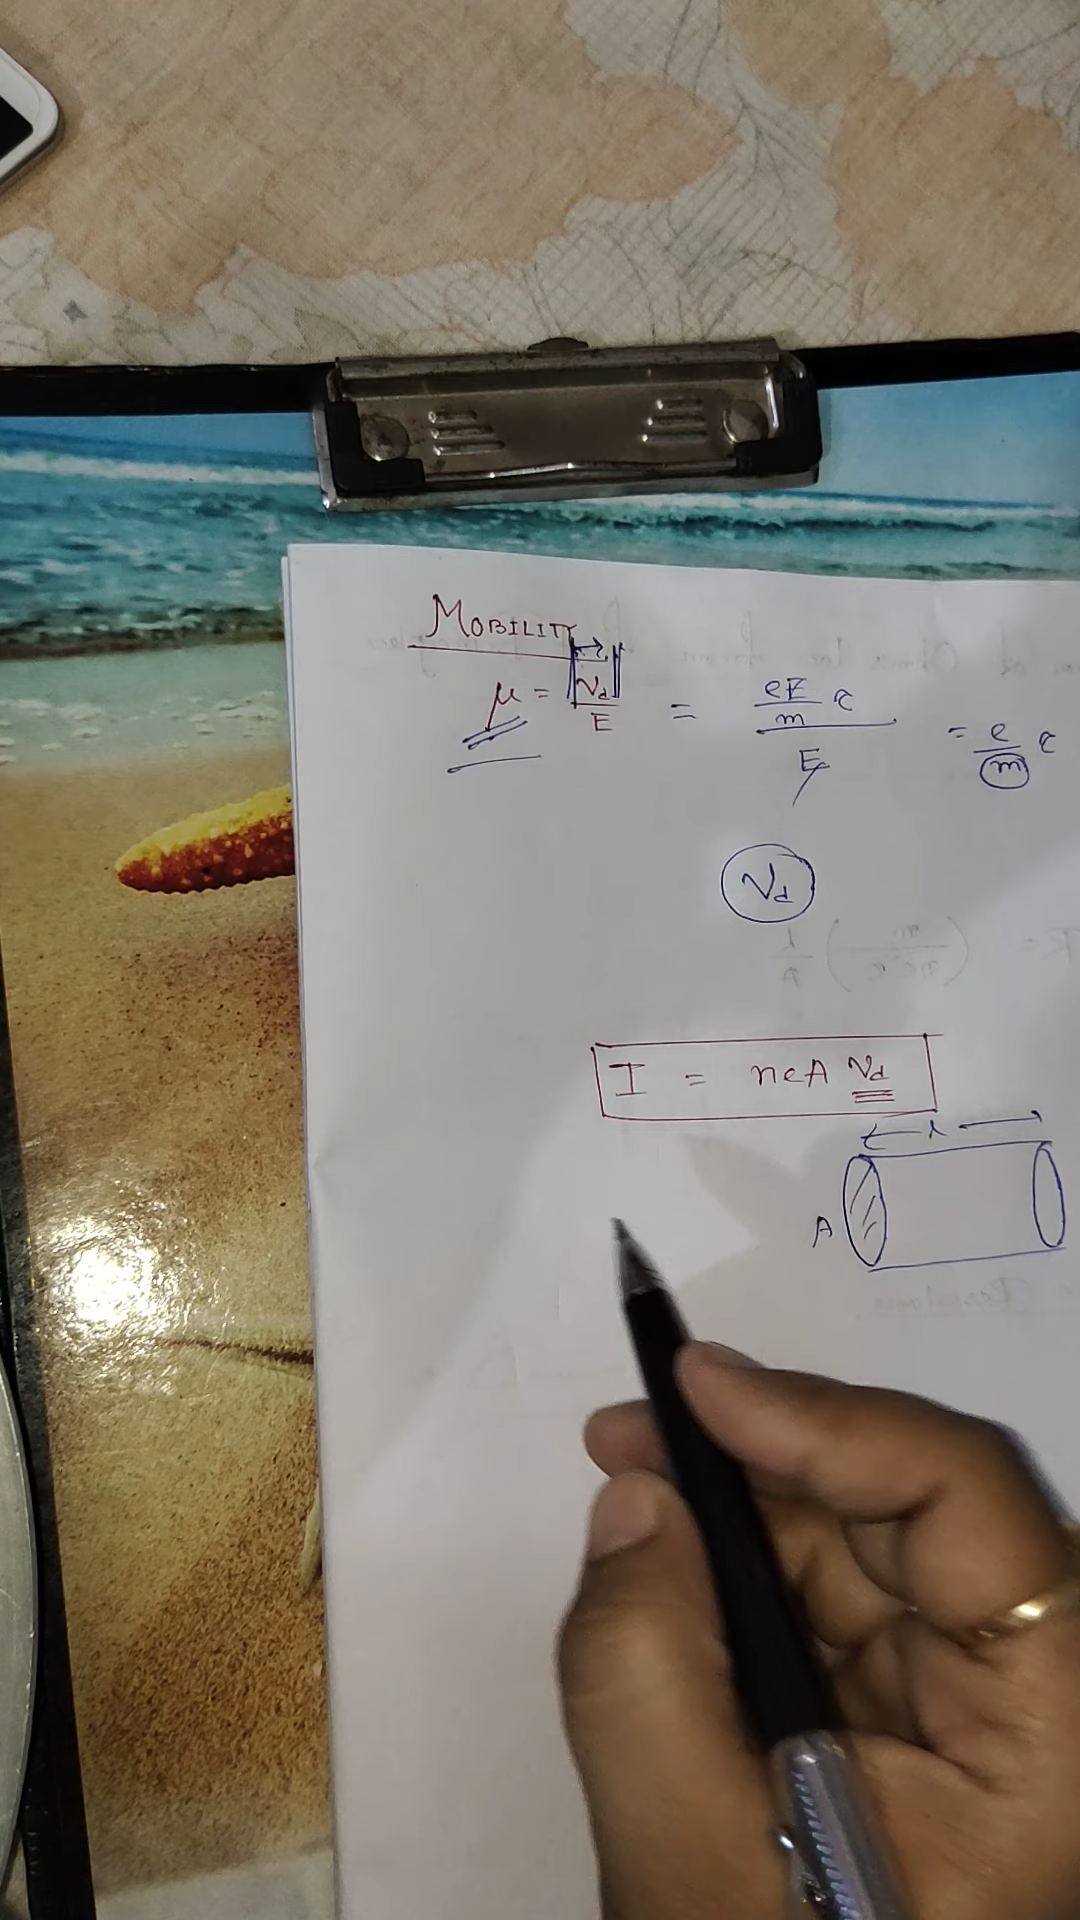 MOBILITY
μ = Vd/E = (eE/m τ)/E = e/m τ
Vd
I = neA Vd
l
A